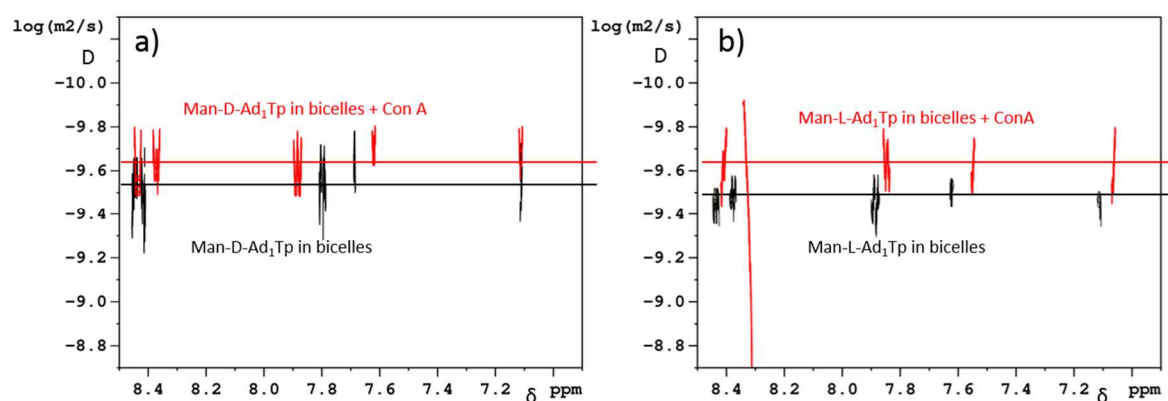 log(m2/s)
D
a)
−10.0
Man-D-Ad₁Tp in bicelles + Con A
−9.8
−9.6
−9.4
Man-D-Ad₁Tp in bicelles
−9.2
−9.0
−8.8
8.4 8.2 8.0 7.8 7.6 7.4 7.2 δ ppm
log(m2/s)
D
b)
−10.0
Man-L-Ad₁Tp in bicelles + ConA
−9.8
−9.6
−9.4
Man-L-Ad₁Tp in bicelles
−9.2
−9.0
−8.8
8.4 8.2 8.0 7.8 7.6 7.4 7.2 δ ppm